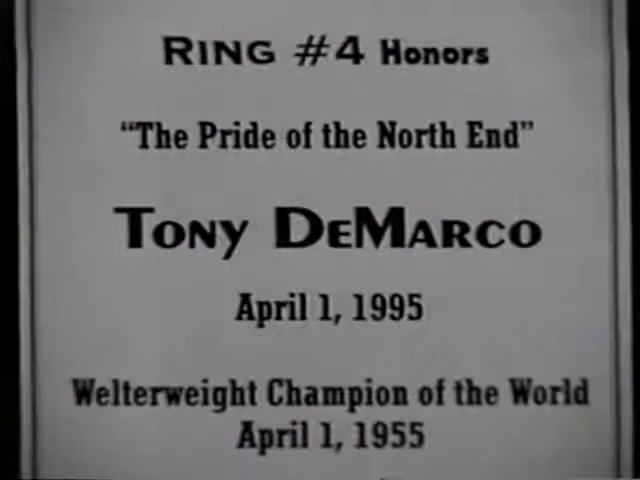 RING #4 Honors
“The Pride of the North End”
TONY DEMARCO
April 1, 1995
Welterweight Champion of the World
April 1, 1955